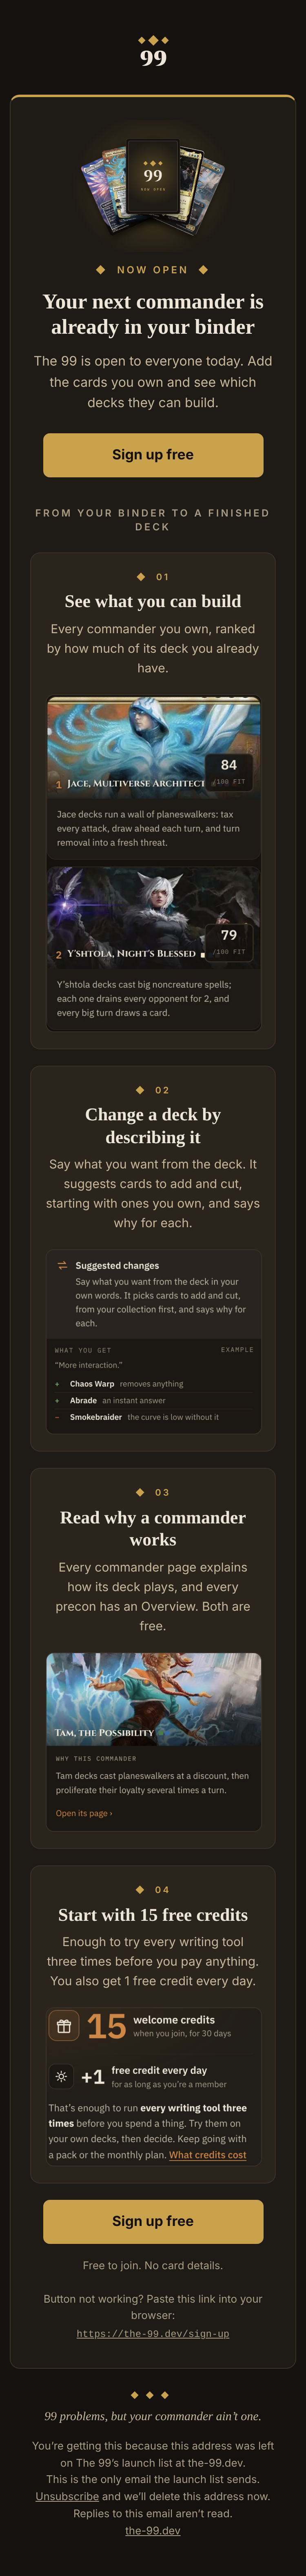 99
99
NOW OPEN
NOW OPEN
Your next commander is
already in your binder
The 99 is open to everyone today. Add
the cards you own and see which
decks they can build.
Sign up free
FROM YOUR BINDER TO A FINISHED
DECK
01
See what you can build
Every commander you own, ranked
by how much of its deck you already
have.
84
/100 FIT
1 Jace, Multiverse Architect
Jace decks run a wall of planeswalkers: tax
every attack, draw ahead each turn, and turn
removal into a fresh threat.
79
/100 FIT
2 Y'shtola, Night's Blessed
Y'shtola decks cast big noncreature spells;
each one drains every opponent for 2, and
every big turn draws a card.
02
Change a deck by
describing it
Say what you want from the deck. It
suggests cards to add and cut,
starting with ones you own, and says
why for each.
Suggested changes
Say what you want from the deck in your
own words. It picks cards to add and cut,
from your collection first, and says why for
each.
WHAT YOU GET EXAMPLE
“More interaction.”
+ Chaos Warp removes anything
+ Abrade an instant answer
− Smokebraider the curve is low without it
03
Read why a commander
works
Every commander page explains
how its deck plays, and every
precon has an Overview. Both are
free.
Tam, the Possibility
WHY THIS COMMANDER
Tam decks cast planeswalkers at a discount, then
proliferate their loyalty several times a turn.
Open its page ›
04
Start with 15 free credits
Enough to try every writing tool
three times before you pay anything.
You also get 1 free credit every day.
15 welcome credits
when you join, for 30 days
+1 free credit every day
for as long as you're a member
That's enough to run every writing tool three
times before you spend a thing. Try them on
your own decks, then decide. Keep going with
a pack or the monthly plan. What credits cost
Sign up free
Free to join. No card details.
Button not working? Paste this link into your
browser:
https://the-99.dev/sign-up
99 problems, but your commander ain't one.
You're getting this because this address was left
on The 99's launch list at the-99.dev.
This is the only email the launch list sends.
Unsubscribe and we'll delete this address now.
Replies to this email aren't read.
the-99.dev